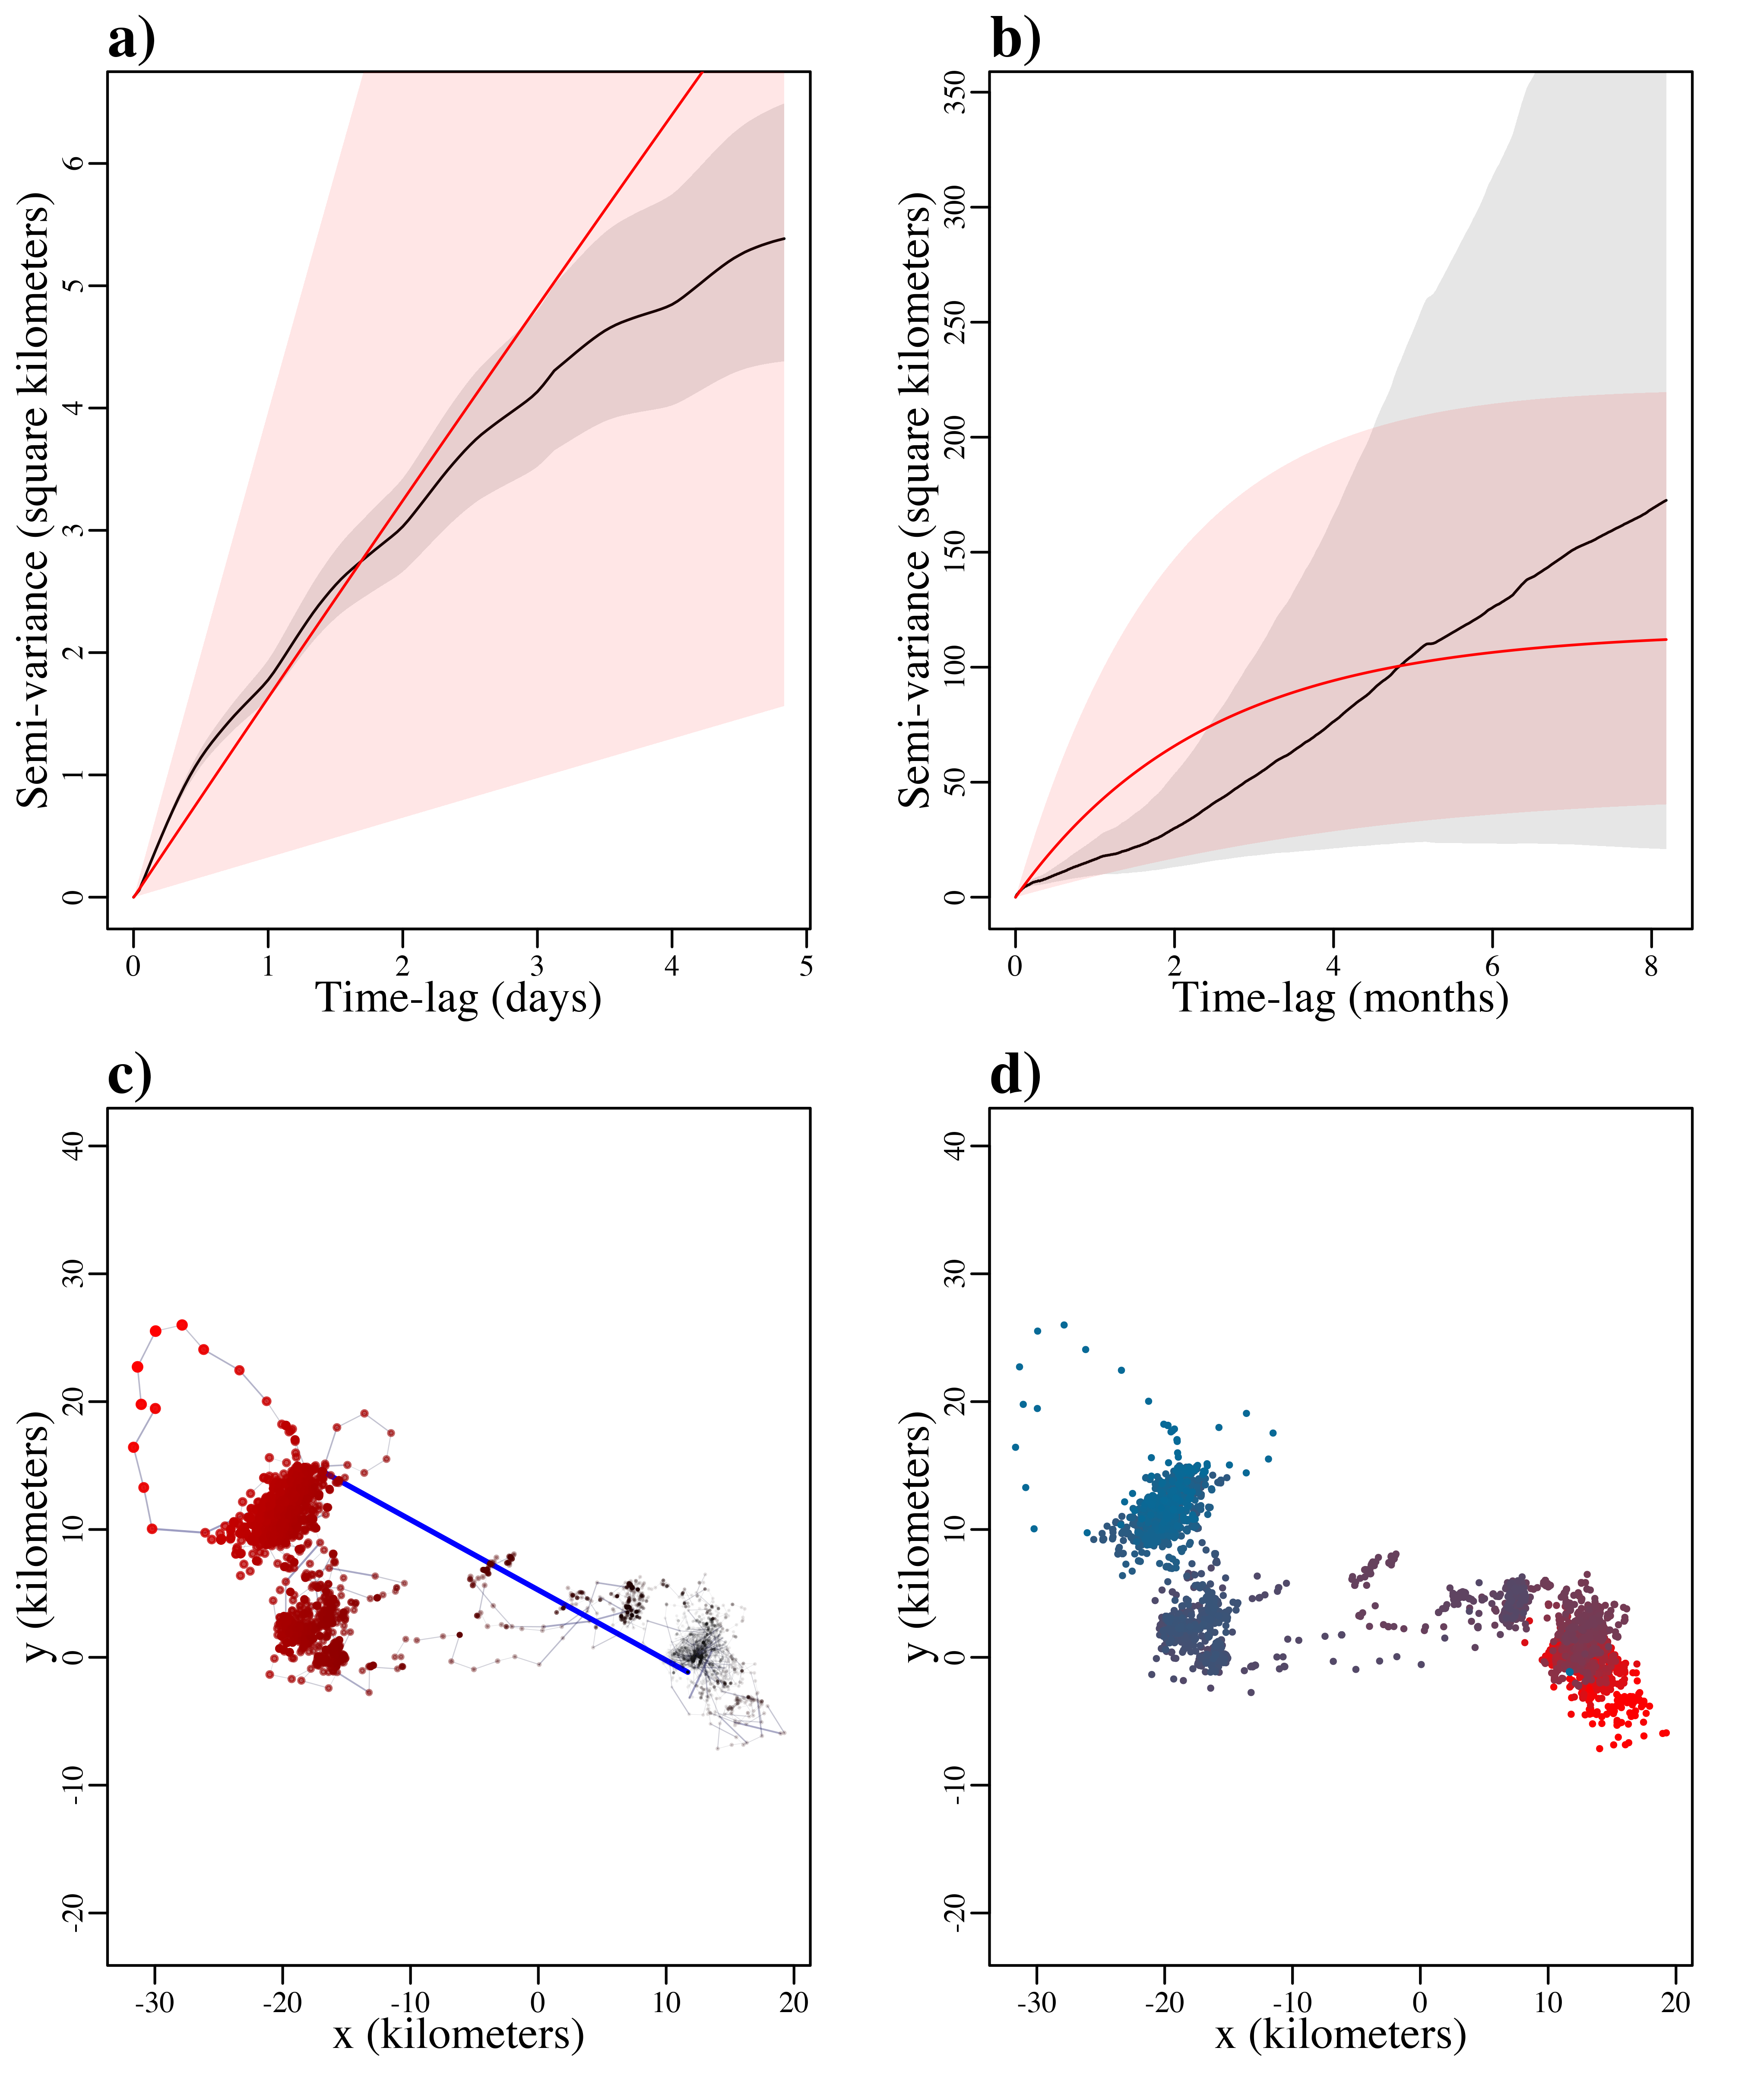 a)
Semi-variance (square kilometers)
0 1 2 3 4 5 6
0 1 2 3 4 5
Time-lag (days)
b)
Semi-variance (square kilometers)
0 50 100 150 200 250 300 350
0 2 4 6 8
Time-lag (months)
c)
y (kilometers)
-20 -10 0 10 20 30 40
-30 -20 -10 0 10 20
x (kilometers)
d)
y (kilometers)
-20 -10 0 10 20 30 40
-30 -20 -10 0 10 20
x (kilometers)